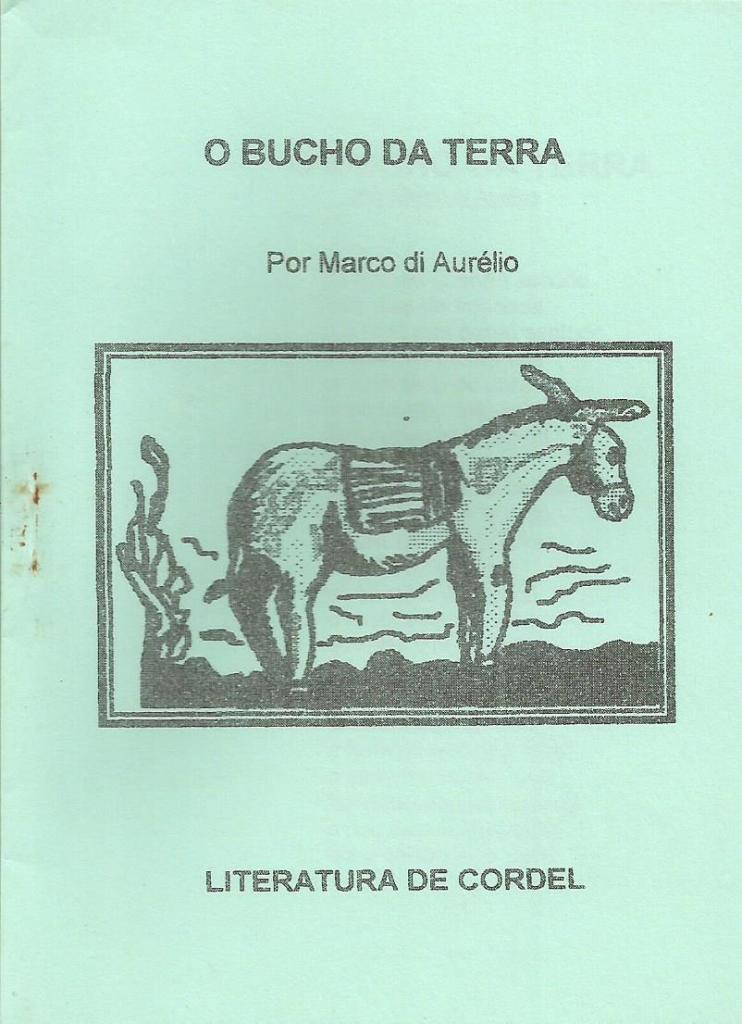 O BUCHO DA TERRA
Por Marco di Aurélio
LITERATURA DE CORDEL